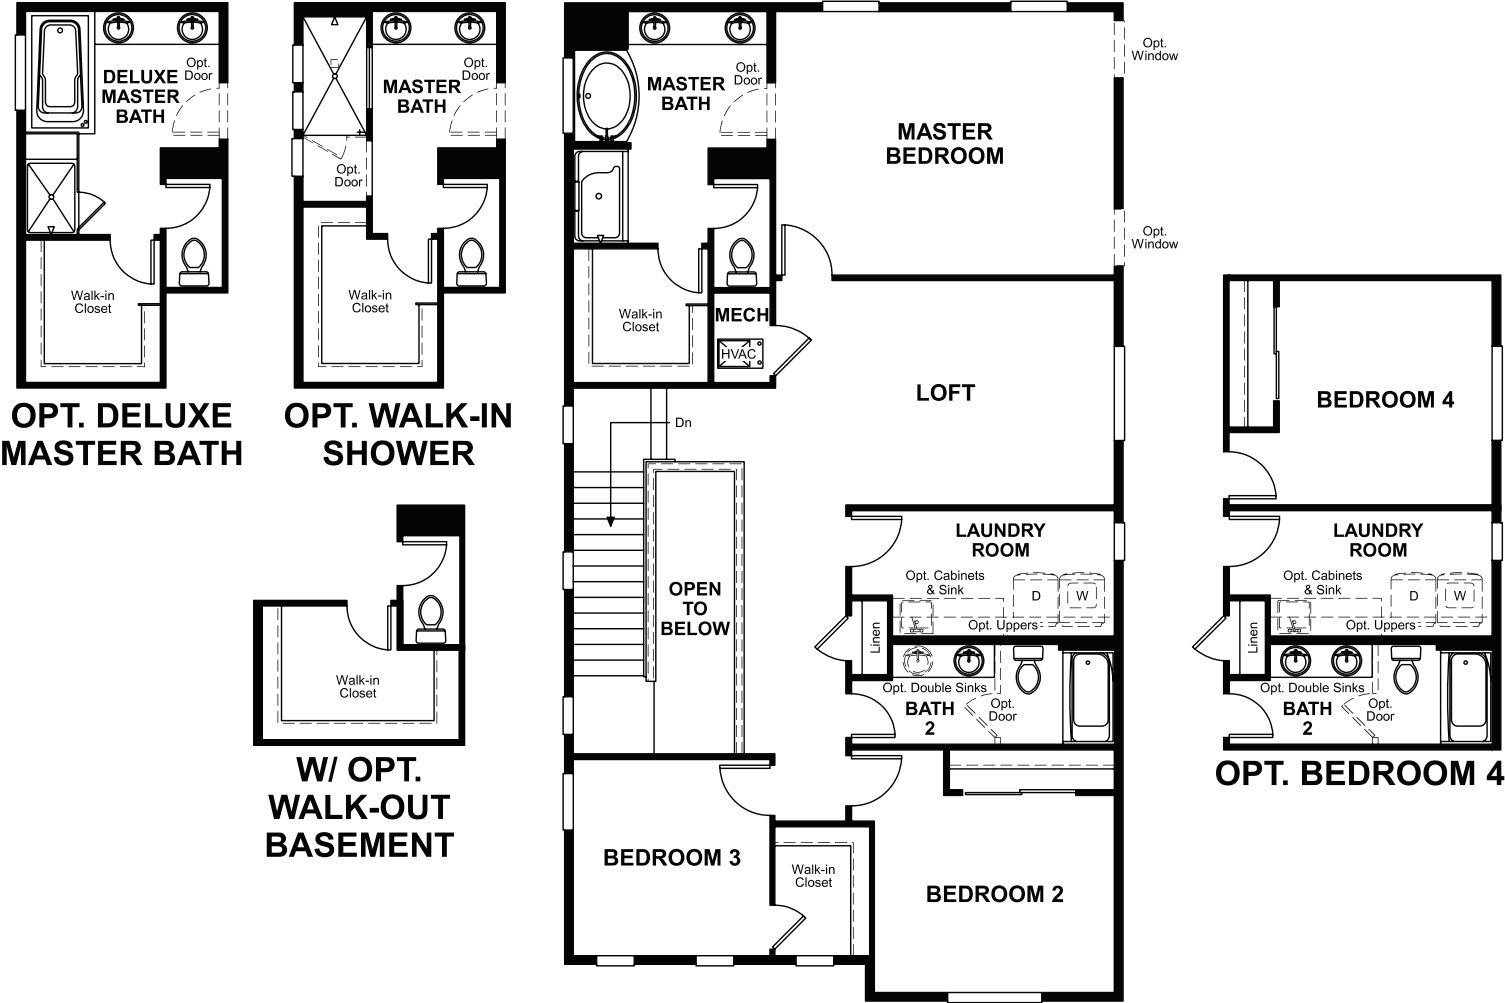 DELUXE
MASTER
BATH
Opt.
Door
Walk-in
Closet
OPT. DELUXE
MASTER BATH
MASTER
BATH
Opt.
Door
Opt.
Door
Walk-in
Closet
OPT. WALK-IN
SHOWER
Walk-in
Closet
W/ OPT.
WALK-OUT
BASEMENT
MASTER
BATH
Opt.
Door
MASTER
BEDROOM
Opt.
Window
Opt.
Window
Walk-in
Closet
MECH
HVAC
LOFT
Dn
OPEN
TO
BELOW
LAUNDRY
ROOM
Opt. Cabinets
& Sink
D
W
Opt. Uppers
Linen
Opt. Double Sinks
BATH
2
Opt.
Door
BEDROOM 3
Walk-in
Closet
BEDROOM 2
BEDROOM 4
LAUNDRY
ROOM
Opt. Cabinets
& Sink
D
W
Opt. Uppers
Linen
Opt. Double Sinks
BATH
2
Opt.
Door
OPT. BEDROOM 4